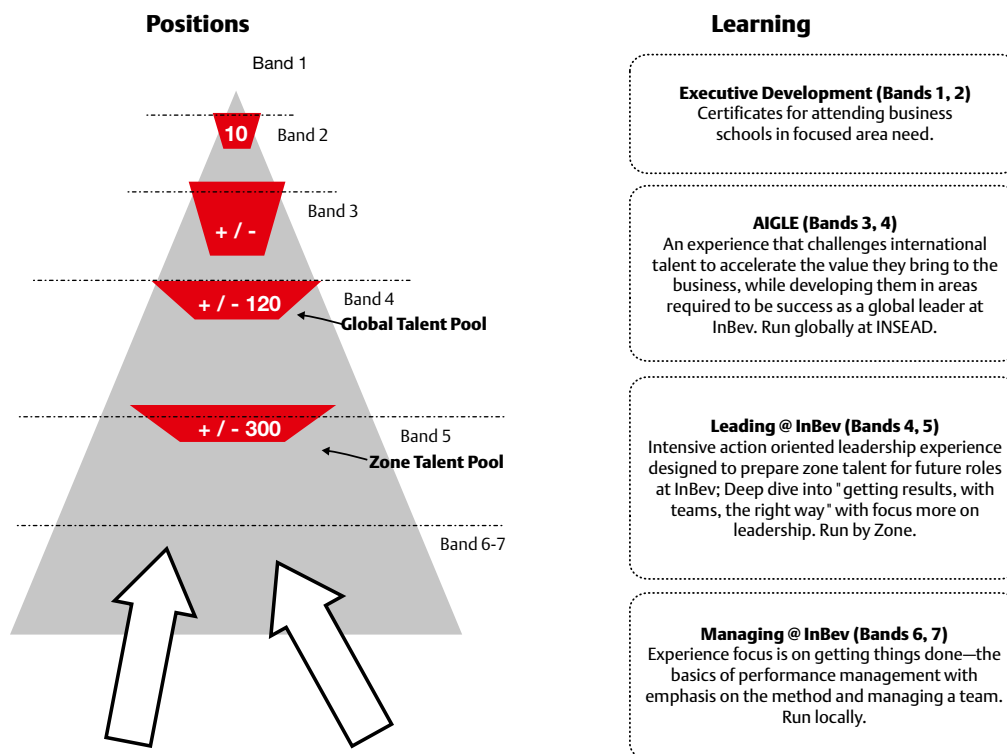 Positions
Band 1
10
Band 2
Band 3
+ / -
+ / - 120
Band 4
Global Talent Pool
+ / - 300
Band 5
Zone Talent Pool
Band 6-7
Learning
Executive Development (Bands 1, 2)
Certificates for attending business
schools in focused area need.
AIGLE (Bands 3, 4)
An experience that challenges international
talent to accelerate the value they bring to the
business, while developing them in areas
required to be success as a global leader at
InBev. Run globally at INSEAD.
Leading @ InBev (Bands 4, 5)
Intensive action oriented leadership experience
designed to prepare zone talent for future roles
at InBev; Deep dive into "getting results, with
teams, the right way" with focus more on
leadership. Run by Zone.
Managing @ InBev (Bands 6, 7)
Experience focus is on getting things done—the
basics of performance management with
emphasis on the method and managing a team.
Run locally.